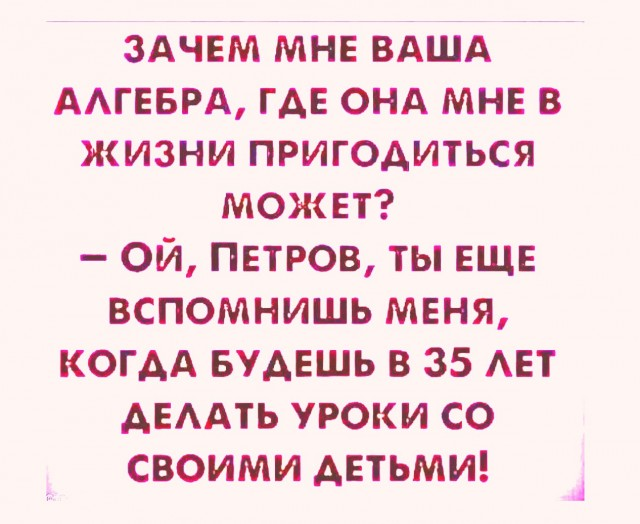 ЗАЧЕМ МНЕ ВАША
АЛГЕБРА, ГДЕ ОНА МНЕ В
ЖИЗНИ ПРИГОДИТЬСЯ
МОЖЕТ?
– ОЙ, ПЕТРОВ, ТЫ ЕЩЕ
ВСПОМНИШЬ МЕНЯ,
КОГДА БУДЕШЬ В 35 ЛЕТ
ДЕЛАТЬ УРОКИ СО
СВОИМИ ДЕТЬМИ!